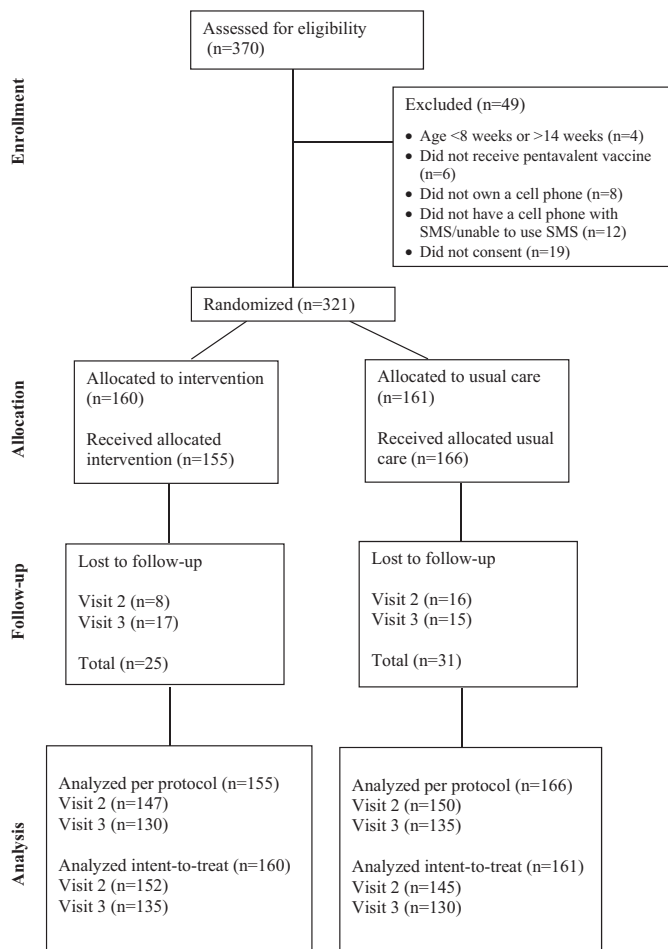 Assessed for eligibility
(n=370)
Enrollment
Excluded (n=49)
• Age <8 weeks or >14 weeks (n=4)
• Did not receive pentavalent vaccine
(n=6)
• Did not own a cell phone (n=8)
• Did not have a cell phone with
SMS/unable to use SMS (n=12)
• Did not consent (n=19)
Randomized (n=321)
Allocation
Allocated to intervention
(n=160)
Received allocated
intervention (n=155)
Allocated to usual care
(n=161)
Received allocated usual
care (n=166)
Follow-up
Lost to follow-up
Visit 2 (n=8)
Visit 3 (n=17)
Total (n=25)
Lost to follow-up
Visit 2 (n=16)
Visit 3 (n=15)
Total (n=31)
Analysis
Analyzed per protocol (n=155)
Visit 2 (n=147)
Visit 3 (n=130)
Analyzed intent-to-treat (n=160)
Visit 2 (n=152)
Visit 3 (n=135)
Analyzed per protocol (n=166)
Visit 2 (n=150)
Visit 3 (n=135)
Analyzed intent-to-treat (n=161)
Visit 2 (n=145)
Visit 3 (n=130)